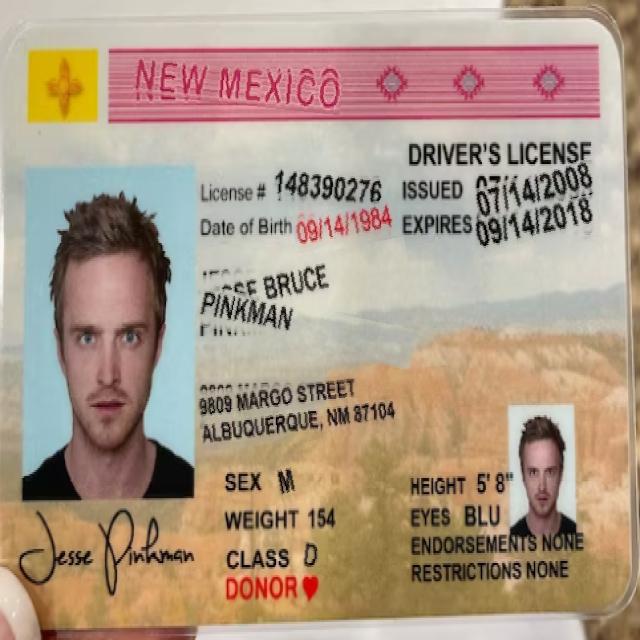 NEW MEXICO
DRIVER'S LICENSE
License # 148390276
ISSUED 07/14/2008
Date of Birth 09/14/1984
EXPIRES 09/14/2018
BRUCE
PINKMAN
9809 MARGO STREET
ALBUQUERQUE, NM 87104
SEX M
HEIGHT 5' 8"
WEIGHT 154
EYES BLU
CLASS D
ENDORSEMENTS NONE
DONOR♥
RESTRICTIONS NONE
Jesse Pinkman